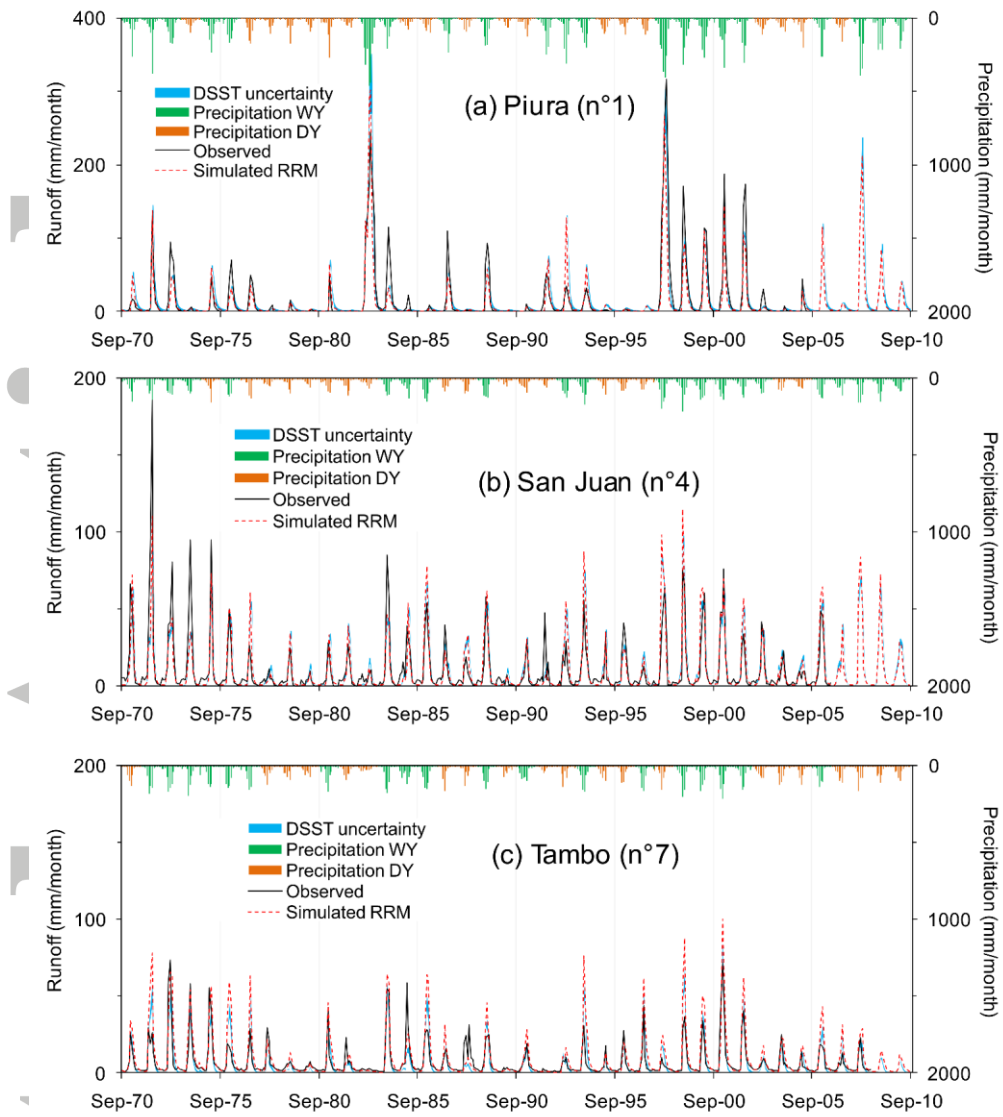 400
0
DSST uncertainty
Precipitation WY
Precipitation DY
Observed
Simulated RRM
(a) Piura (n°1)
Runoff (mm/month)
Precipitation (mm/month)
200
1000
0
2000
Sep-70 Sep-75 Sep-80 Sep-85 Sep-90 Sep-95 Sep-00 Sep-05 Sep-10
200
0
DSST uncertainty
Precipitation WY
Precipitation DY
Observed
Simulated RRM
(b) San Juan (n°4)
Runoff (mm/month)
Precipitation (mm/month)
100
1000
0
2000
Sep-70 Sep-75 Sep-80 Sep-85 Sep-90 Sep-95 Sep-00 Sep-05 Sep-10
200
0
DSST uncertainty
Precipitation WY
Precipitation DY
Observed
Simulated RRM
(c) Tambo (n°7)
Runoff (mm/month)
Precipitation (mm/month)
100
1000
0
2000
Sep-70 Sep-75 Sep-80 Sep-85 Sep-90 Sep-95 Sep-00 Sep-05 Sep-10